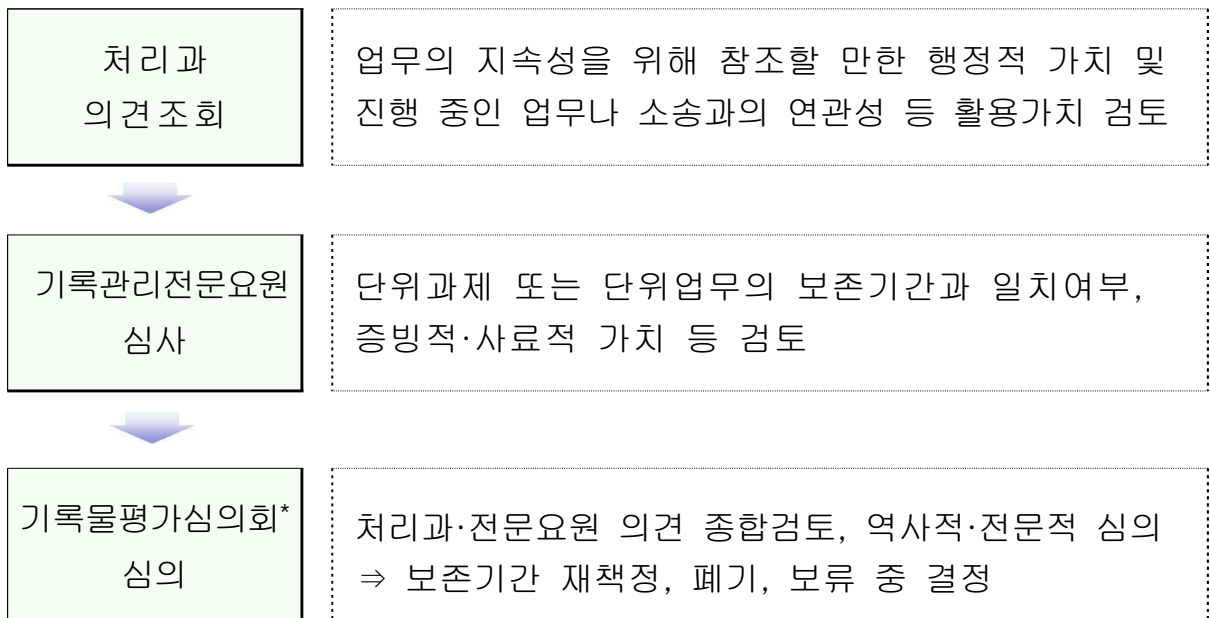 처리과
의견조회
업무의 지속성을 위해 참조할 만한 행정적 가치 및
진행 중인 업무나 소송과의 연관성 등 활용가치 검토
기록관리전문요원
심사
단위과제 또는 단위업무의 보존기간과 일치여부,
증빙적·사료적 가치 등 검토
기록물평가심의회*
심의
처리과·전문요원 의견 종합검토, 역사적·전문적 심의
⇒ 보존기간 재책정, 폐기, 보류 중 결정